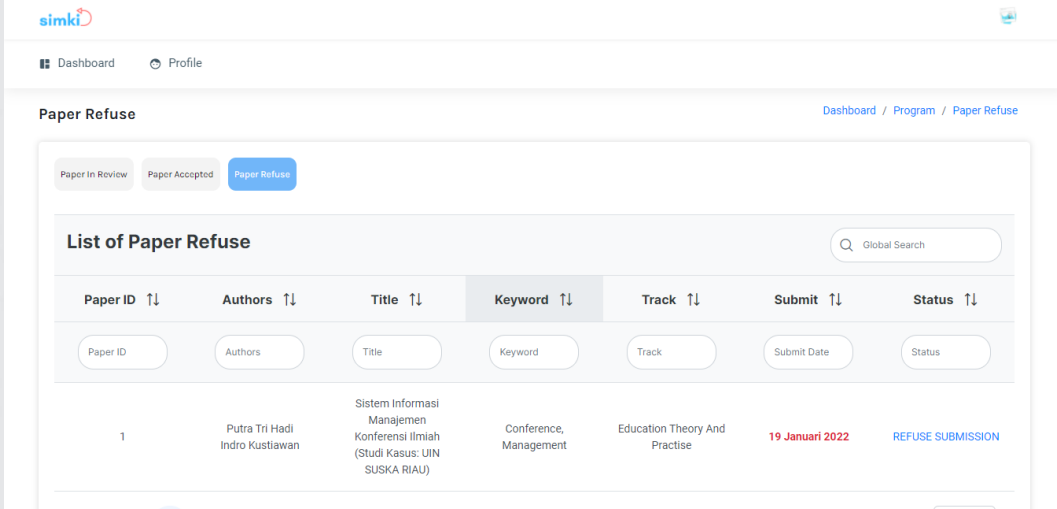 simki
Dashboard Profile
Paper Refuse
Dashboard / Program / Paper Refuse
Paper In Review Paper Accepted Paper Refuse
List of Paper Refuse
Global Search
Paper ID Authors Title Keyword Track Submit Status
Paper ID Authors Title Keyword Track Submit Date Status
1
Putra Tri Hadi
Indro Kustiawan
Sistem Informasi
Manajemen
Konferensi Ilmiah
(Studi Kasus: UIN
SUSKA RIAU)
Conference,
Management
Education Theory And
Practise
19 Januari 2022
REFUSE SUBMISSION